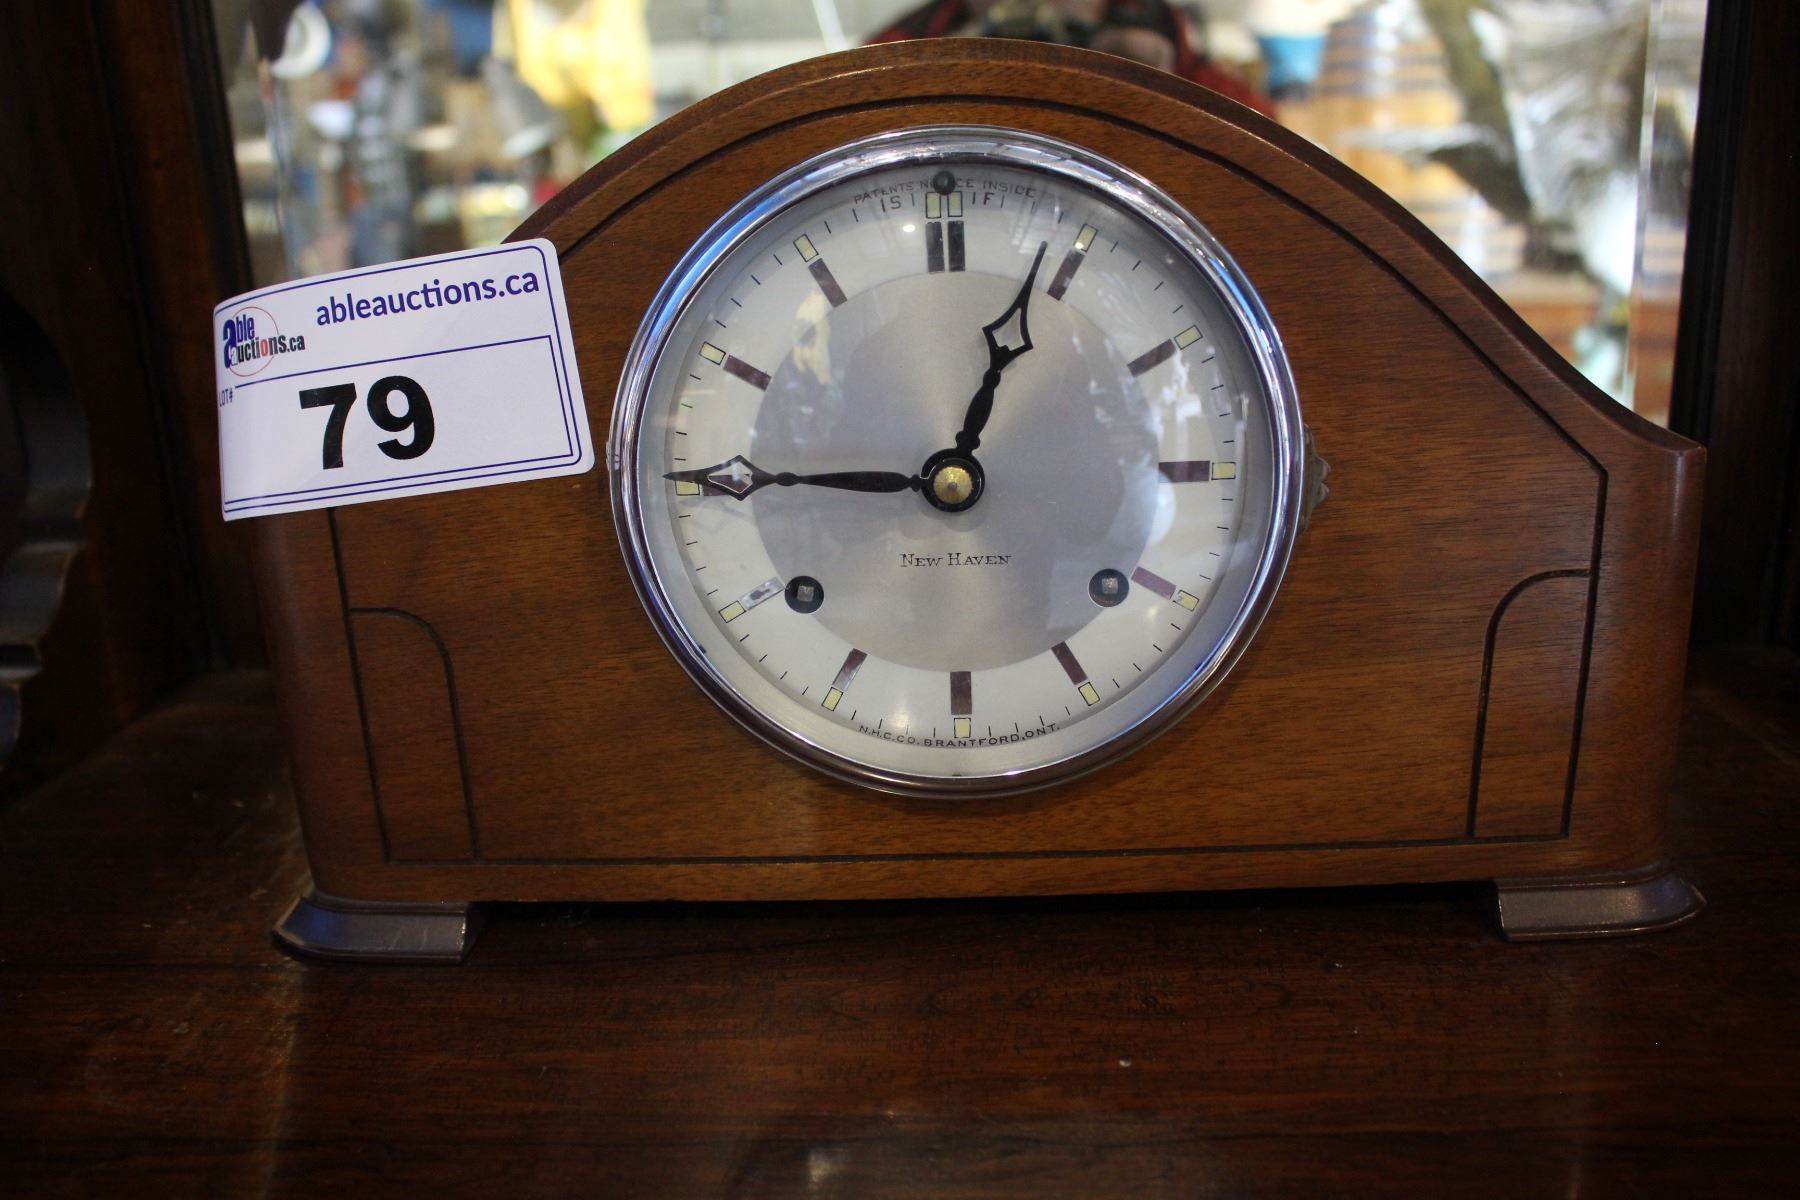 PATENTS NOTICE INSIDE
S F
ableauctions.ca
able auctions.ca
LOT#
79
NEW HAVEN
N.H.C.CO. BRANTFORD, ONT.